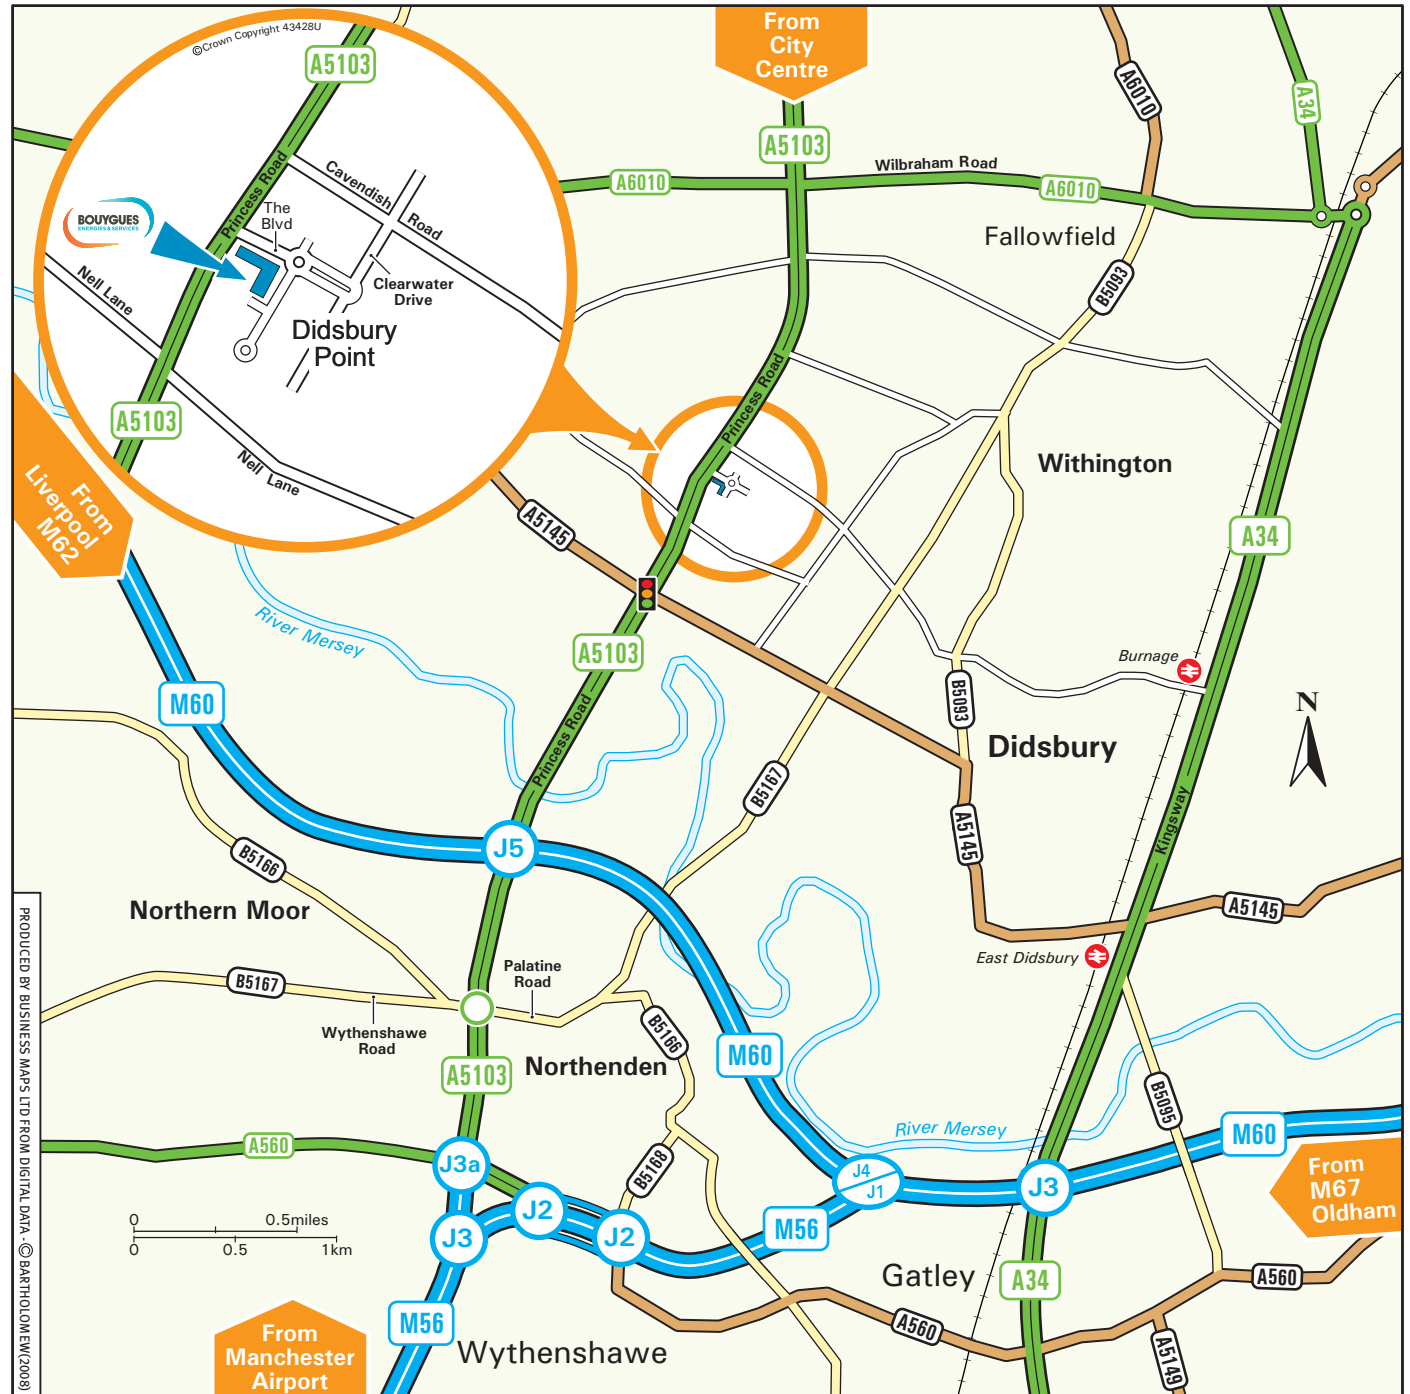 ©Crown Copyright 43428U
A5103
From
City
Centre
A5103
A6010
A34
Wilbraham Road
A6010
A6010
Fallowfield
B5093
Cavendish
Road
Princess Road
The
Blvd
BOUYGUES
ENERGIES & SERVICES
Clearwater
Drive
Nell Lane
Didsbury
Point
A5103
Nell Lane
Princess Road
Withington
From
Liverpool
M62
A5145
A34
River Mersey
A5103
Burnage
M60
B5093
N
Princess Road
Didsbury
B5167
Kingsway
A5145
J5
B5166
Northern Moor
A5145
East Didsbury
B5167
Palatine
Road
Wythenshawe
Road
B5166
M60
Northenden
A5103
B5095
River Mersey
M60
A560
J3a
B5168
J4
J1
J3
From
M67
Oldham
0
0.5miles
0
0.5
1km
J3
J2
J2
M56
Gatley
A34
A560
M56
A560
A5149
From
Manchester
Airport
Wythenshawe
PRODUCED BY BUSINESS MAPS LTD FROM DIGITAL DATA - © BARTHOLOMEW(2008)